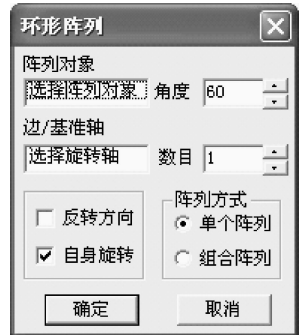 环形阵列
阵列对象
选择阵列对象 角度 60
边/基准轴
选择旋转轴 数目 1
阵列方式
反转方向 单个阵列
自身旋转 组合阵列
确定 取消